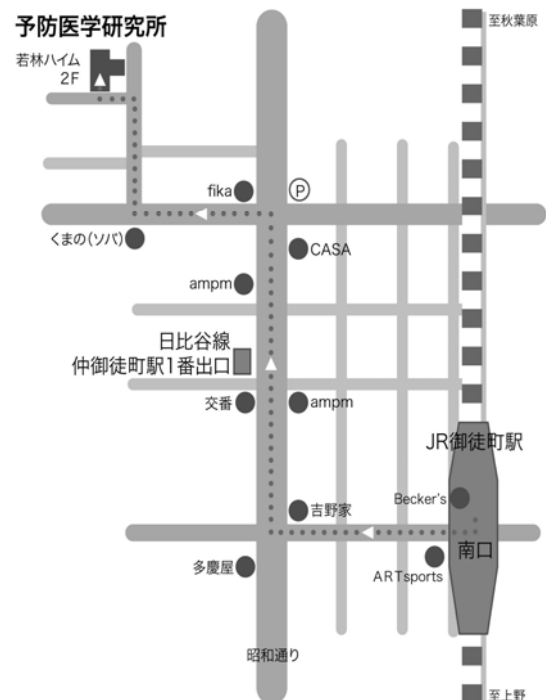 予防医学研究所
至秋葉原
若林ハイム
2F
fika
P
くまの(ソバ)
CASA
ampm
日比谷線
仲御徒町駅1番出口
交番
ampm
JR御徒町駅
Becker's
吉野家
南口
多慶屋
ARTsports
昭和通り
至上野